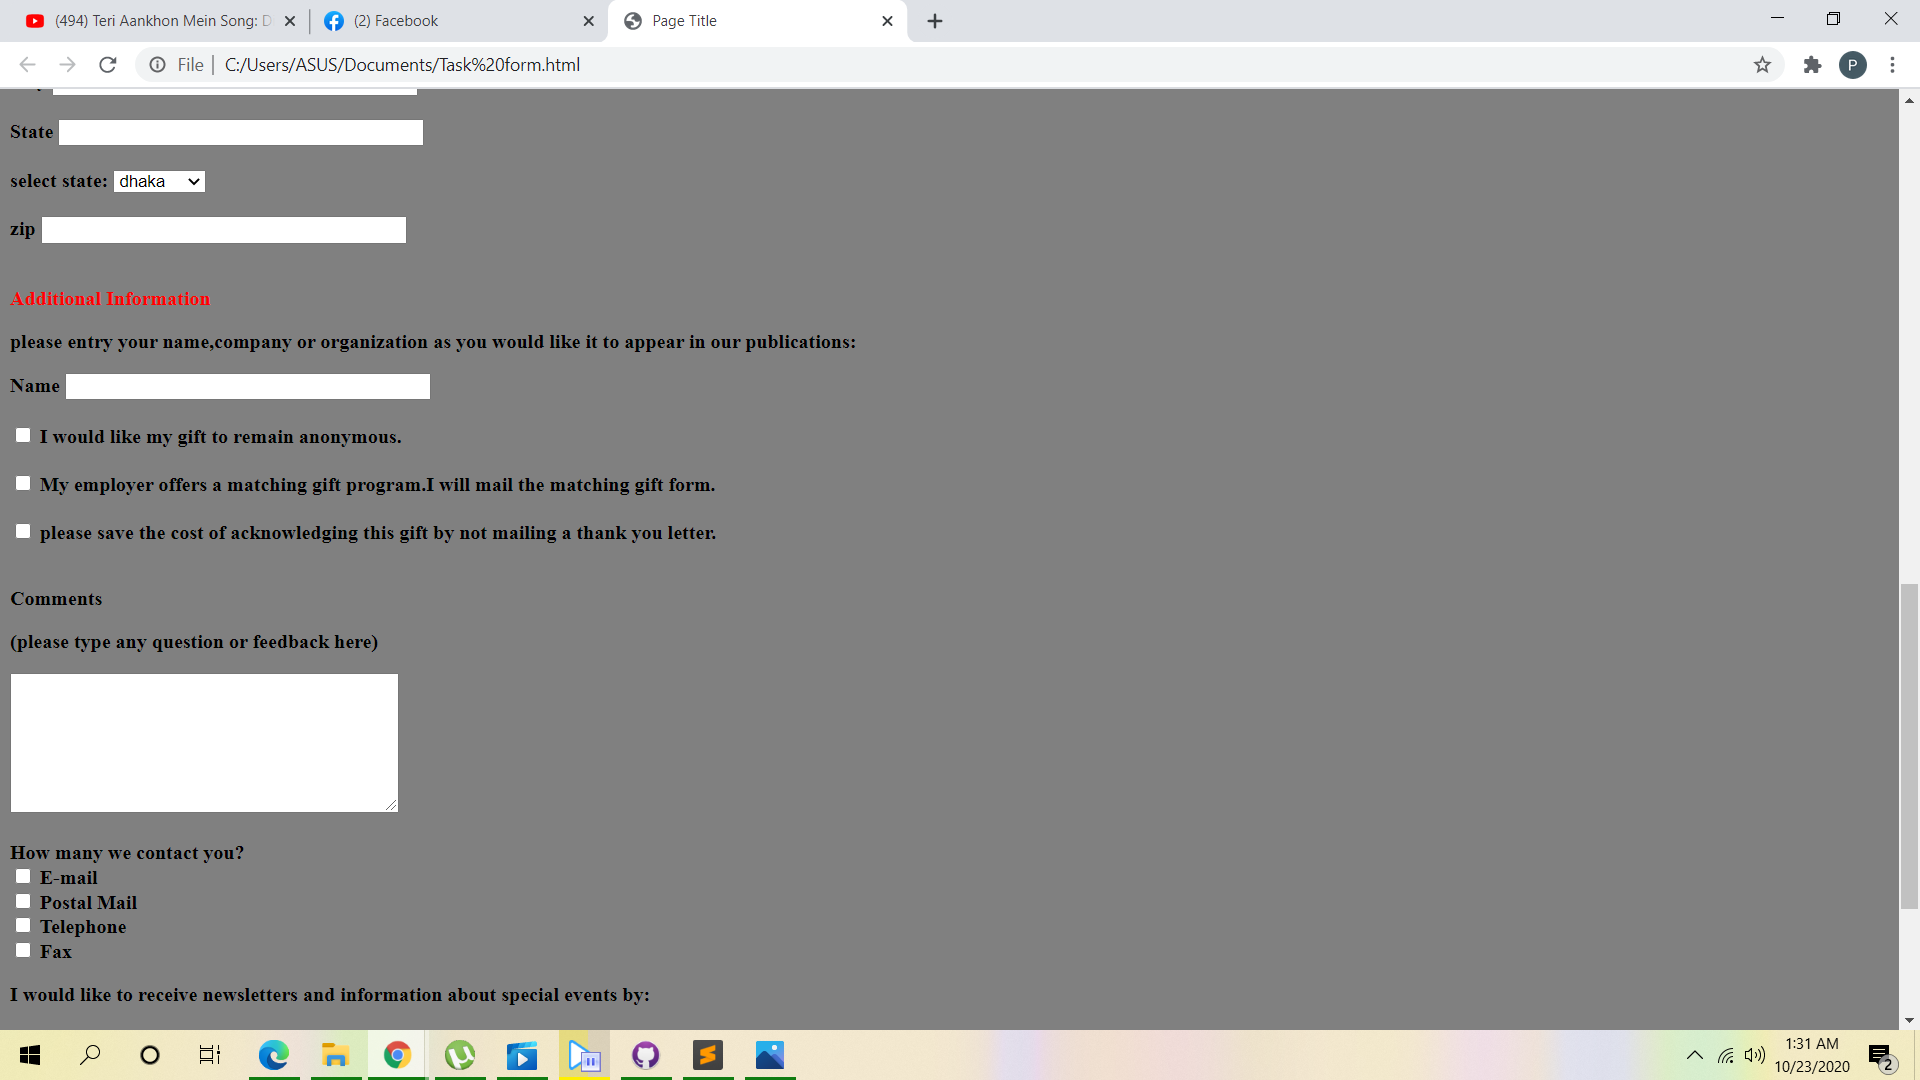 (494) Teri Aankhon Mein Song: D
(2) Facebook
Page Title
File
C:/Users/ASUS/Documents/Task%20form.html
P
State
select state: dhaka
zip
Additional Information
please entry your name,company or organization as you would like it to appear in our publications:
Name
I would like my gift to remain anonymous.
My employer offers a matching gift program.I will mail the matching gift form.
please save the cost of acknowledging this gift by not mailing a thank you letter.
Comments
(please type any question or feedback here)
How many we contact you?
E-mail
Postal Mail
Telephone
Fax
I would like to receive newsletters and information about special events by:
1:31 AM
10/23/2020
2